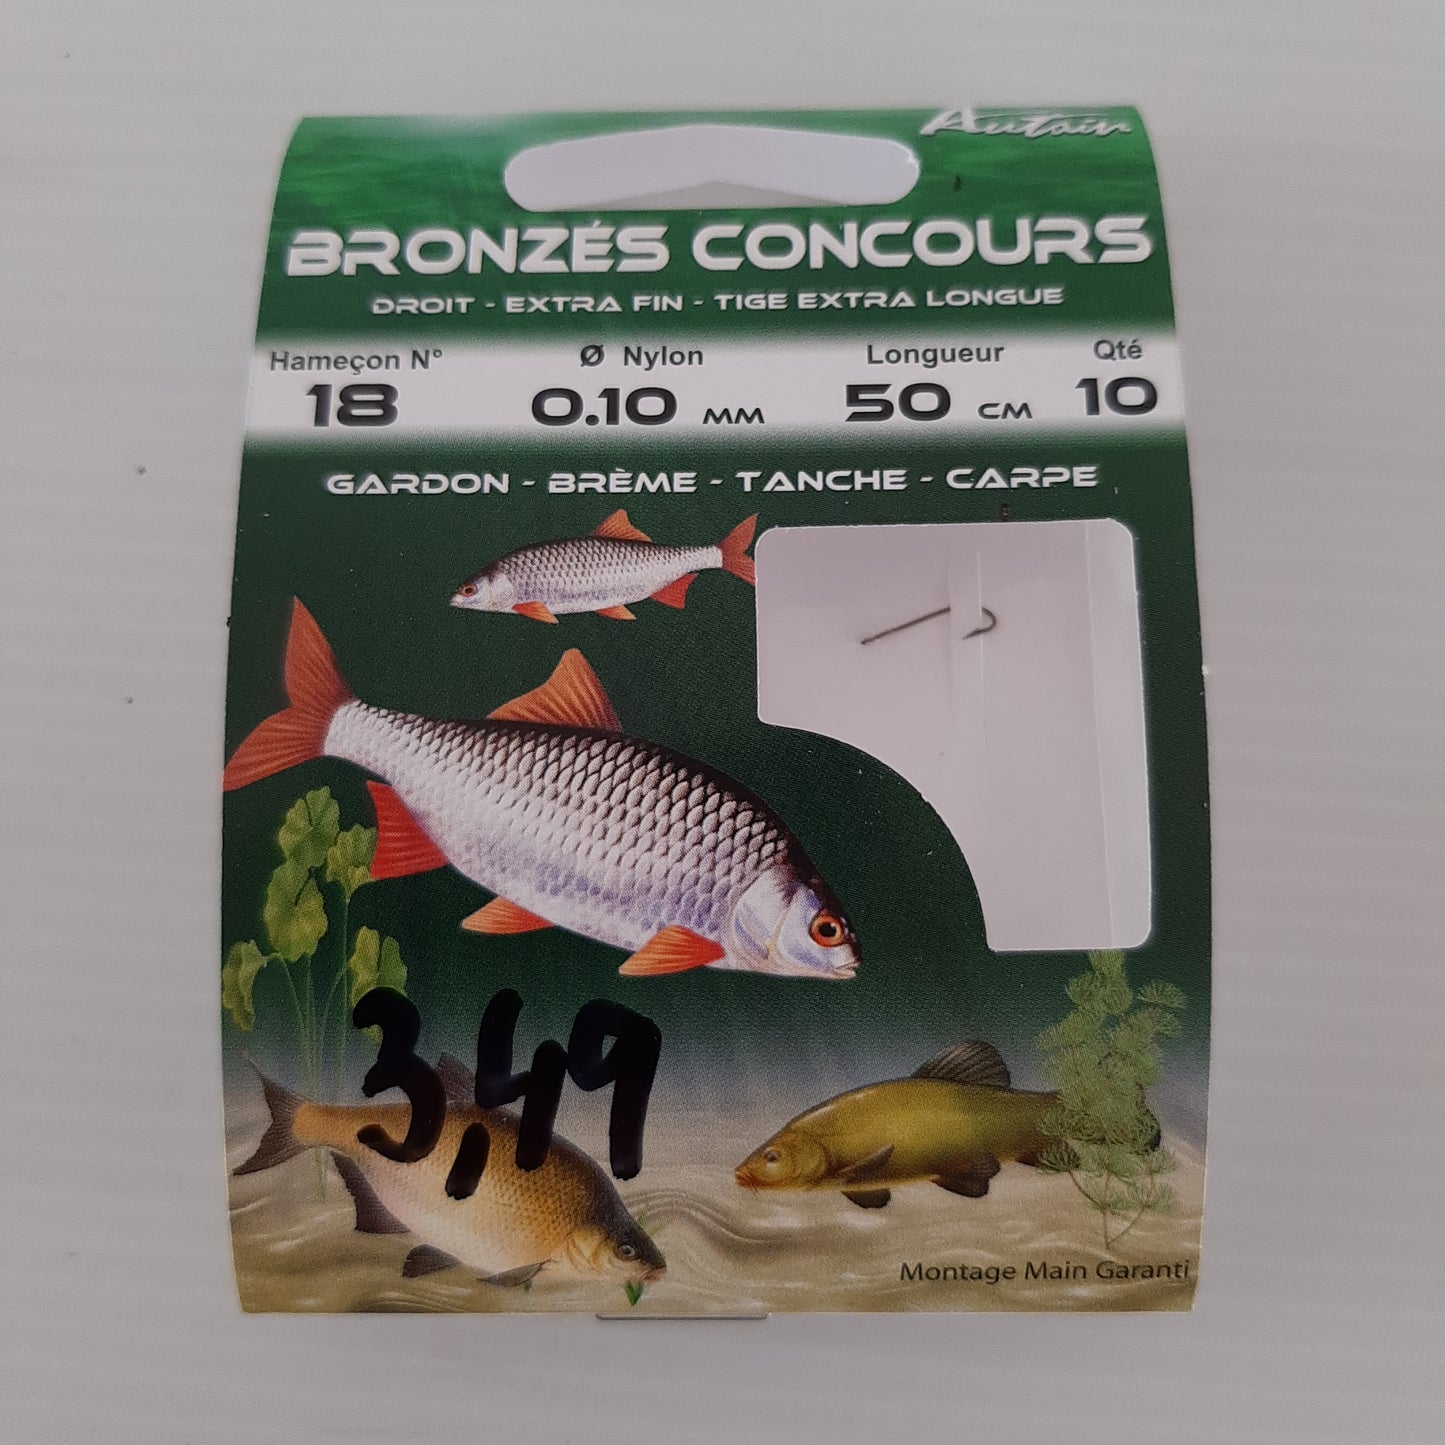 Autain
BRONZÉS CONCOURS
DROIT - EXTRA FIN - TIGE EXTRA LONGUE
Hameçon N° Ø Nylon Longueur Qté
18 0.10 MM 50 CM 10
GARDON - BRÈME - TANCHE - CARPE
3,49
Montage Main Garanti